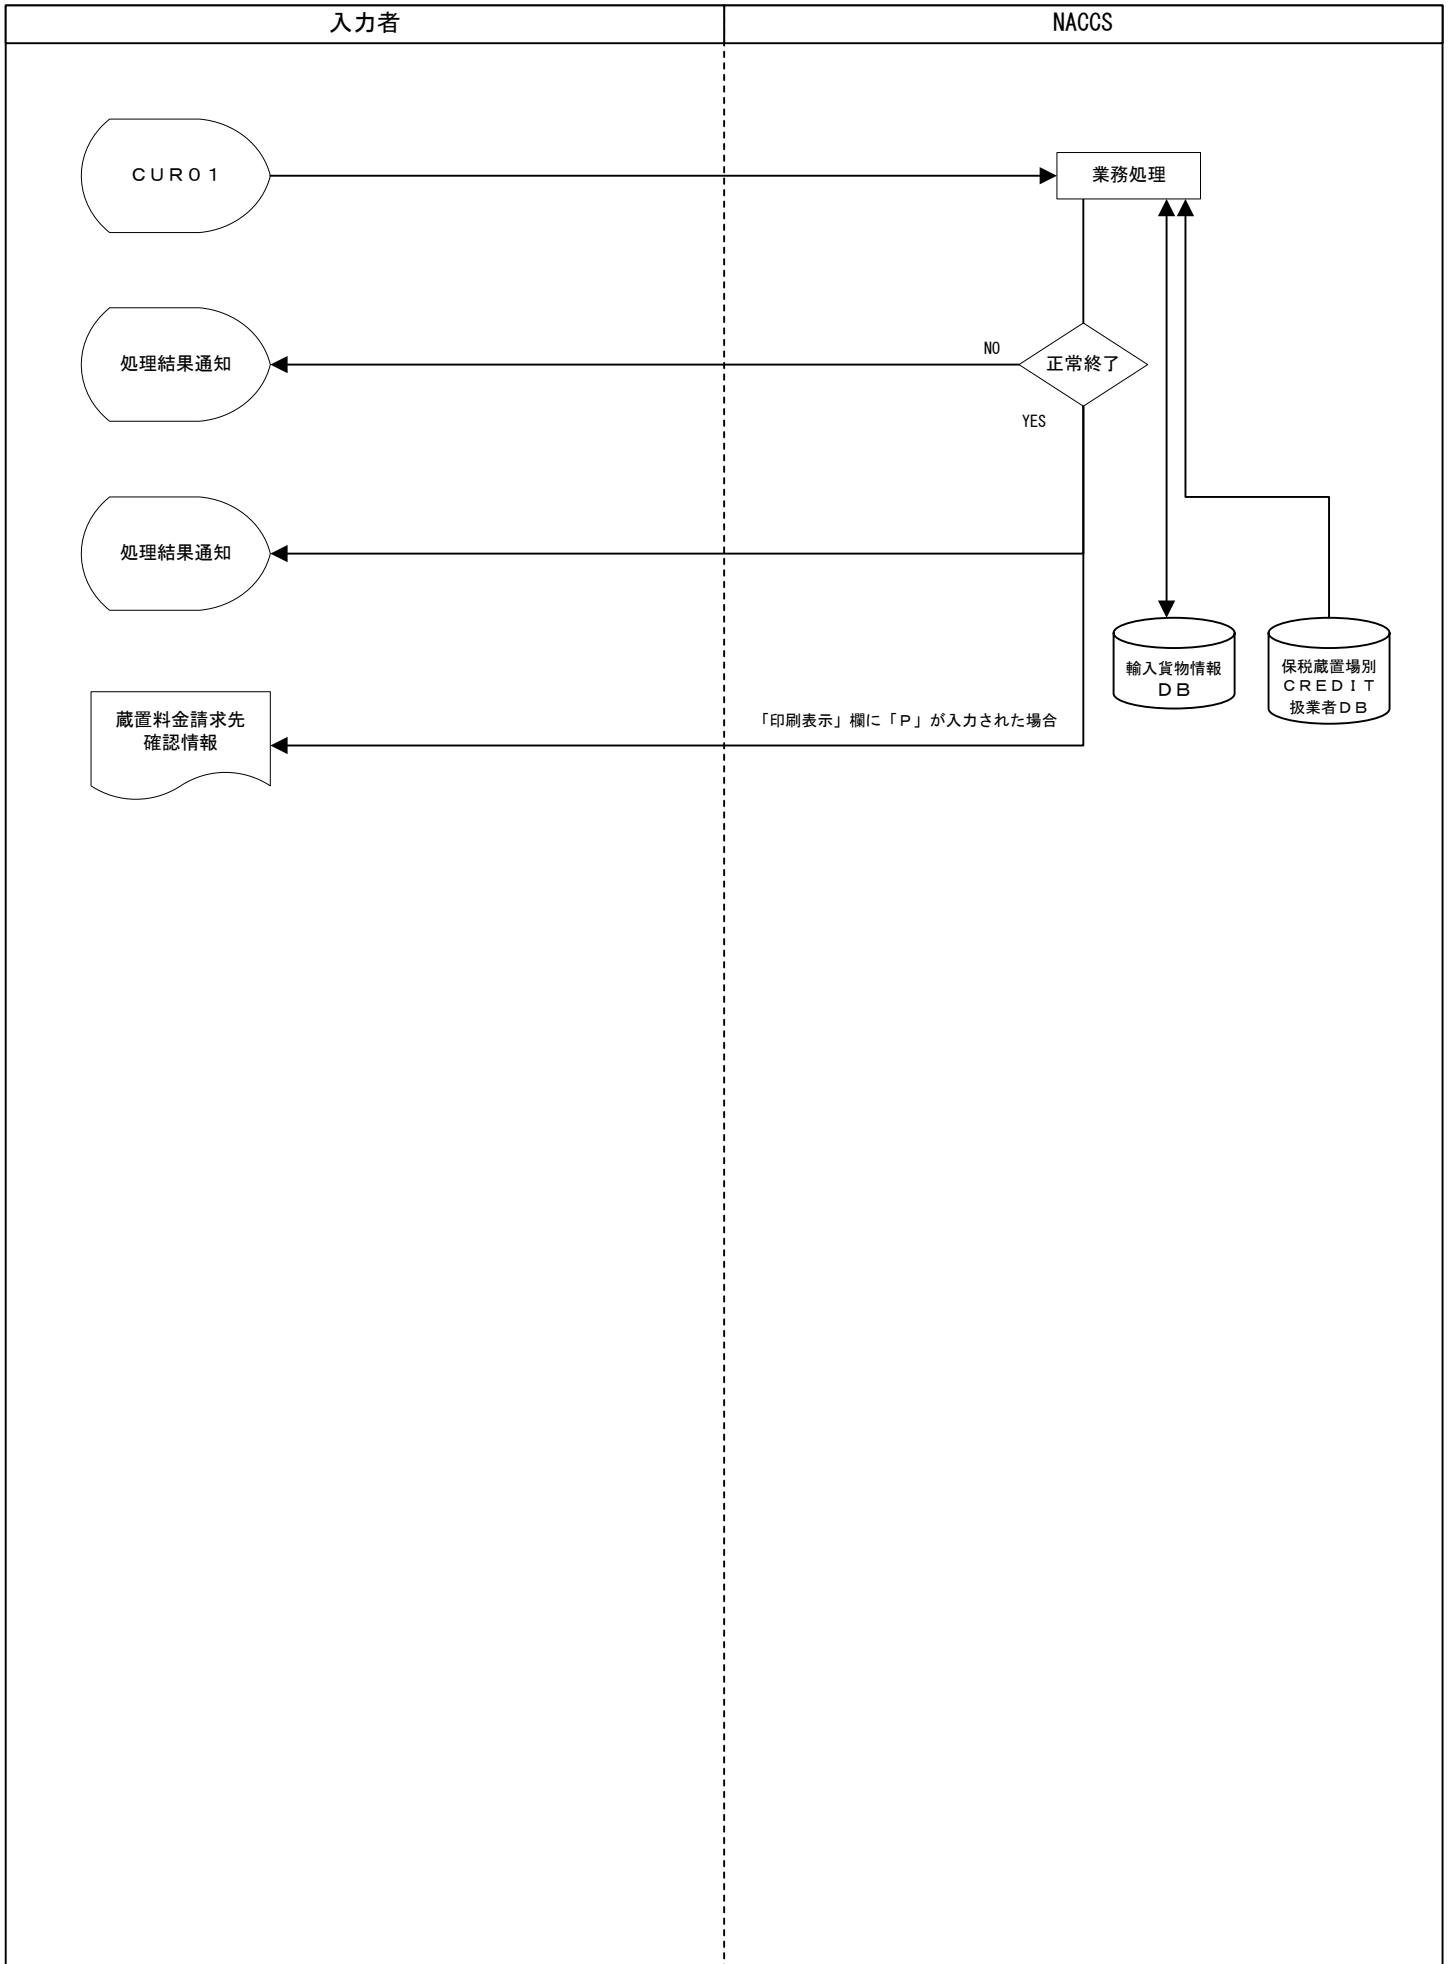 入力者
NACCS
ＣＵＲ０１
業務処理
処理結果通知
NO
正常終了
YES
処理結果通知
輸入貨物情報
ＤＢ
保税蔵置場別
ＣＲＥＤＩＴ
扱業者ＤＢ
蔵置料金請求先
確認情報
「印刷表示」欄に「Ｐ」が入力された場合